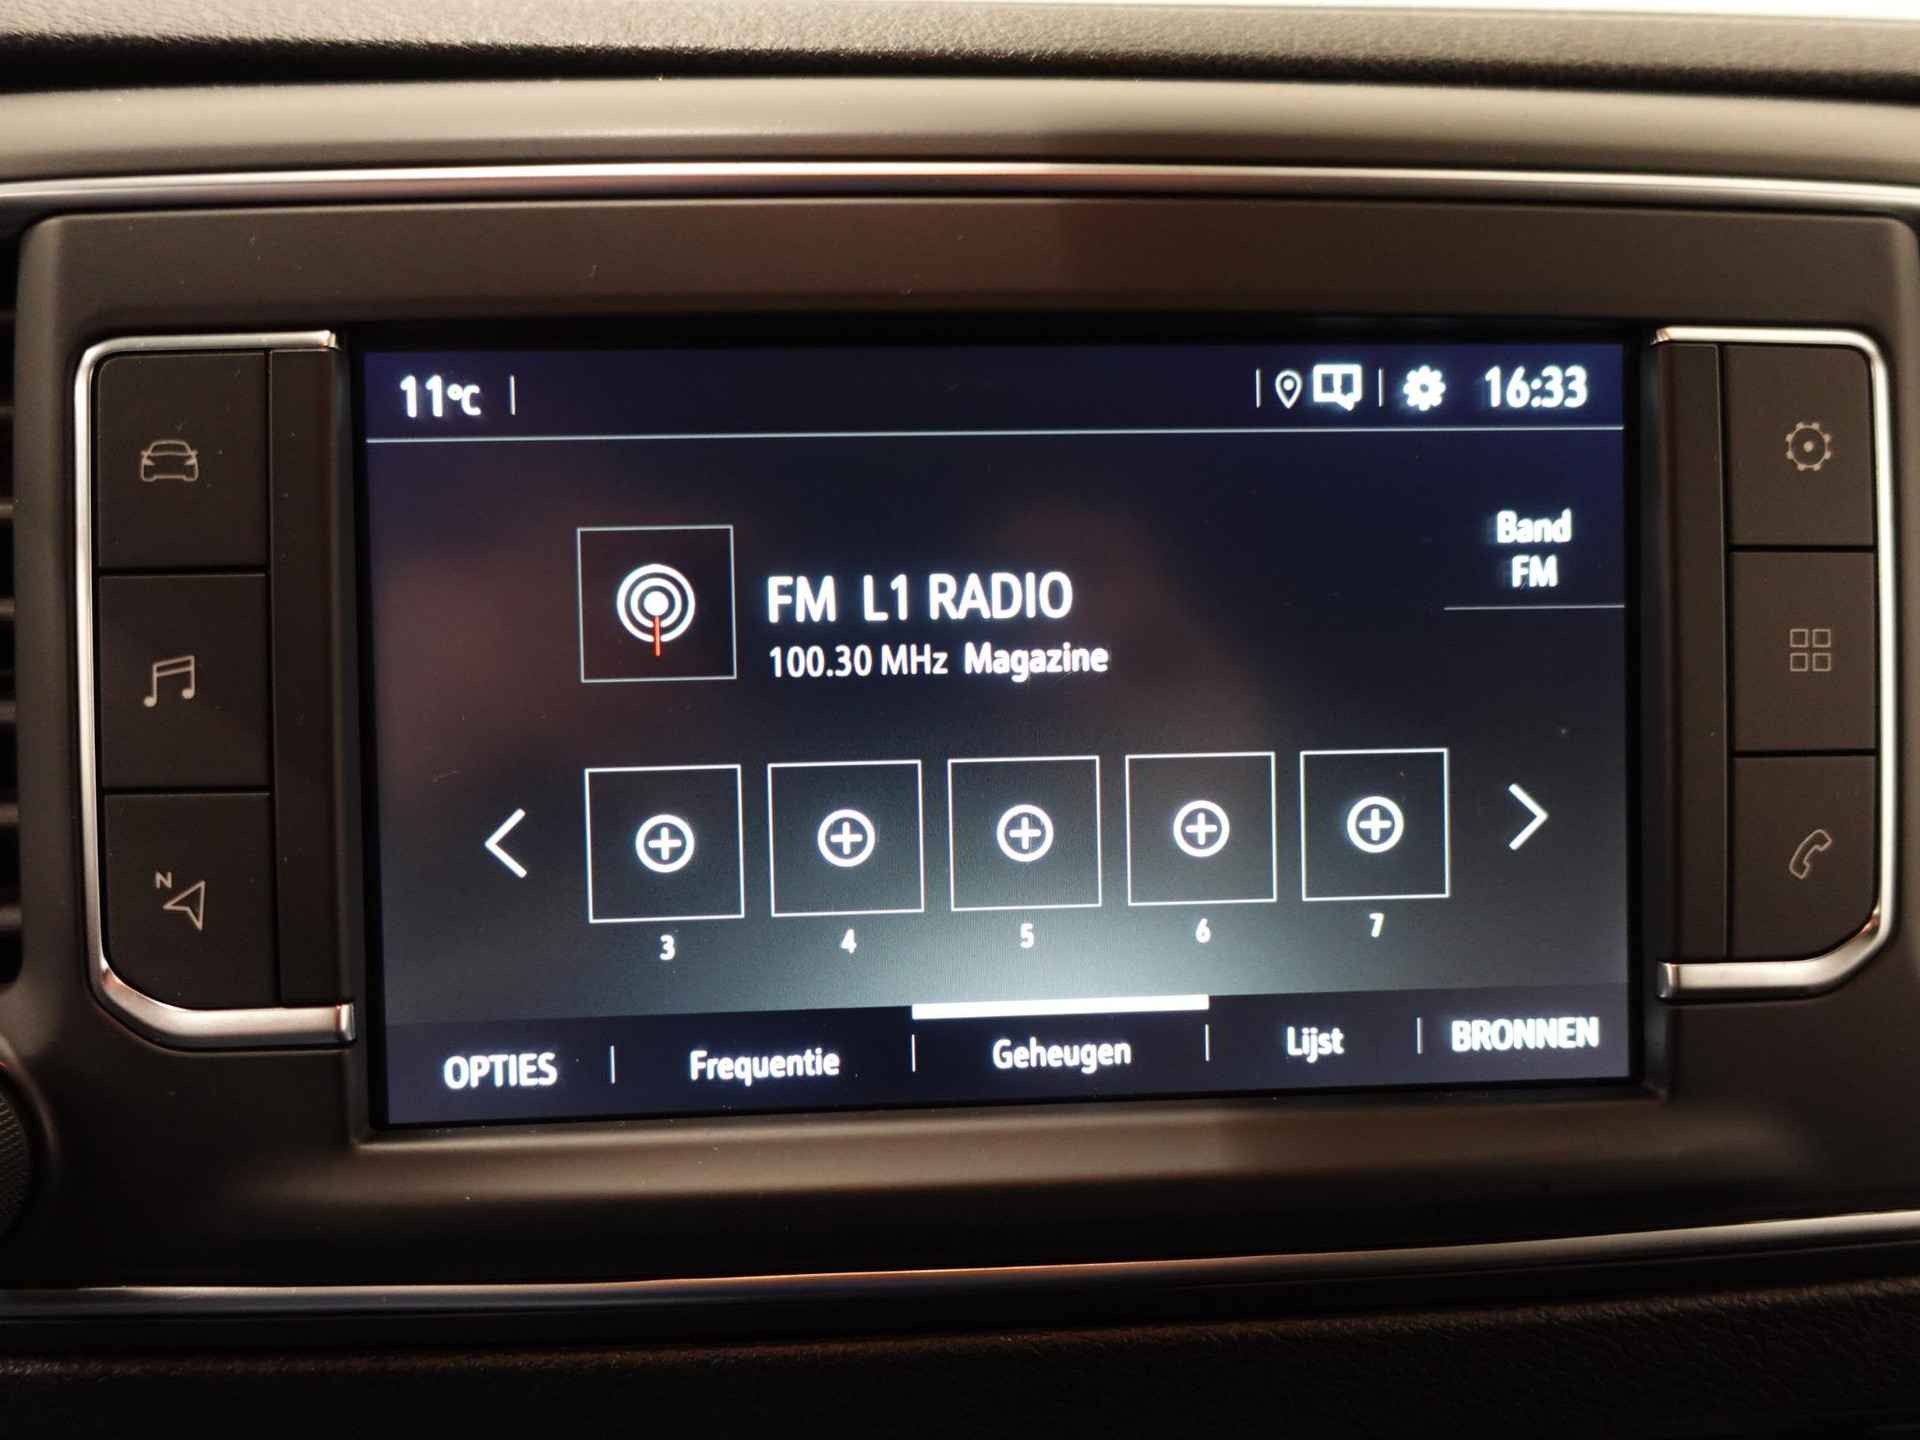 11°C
16:33
Band
FM
FM L1 RADIO
100.30 MHz Magazine
3 4 5 6 7
N
OPTIES Frequentie Geheugen Lijst BRONNEN